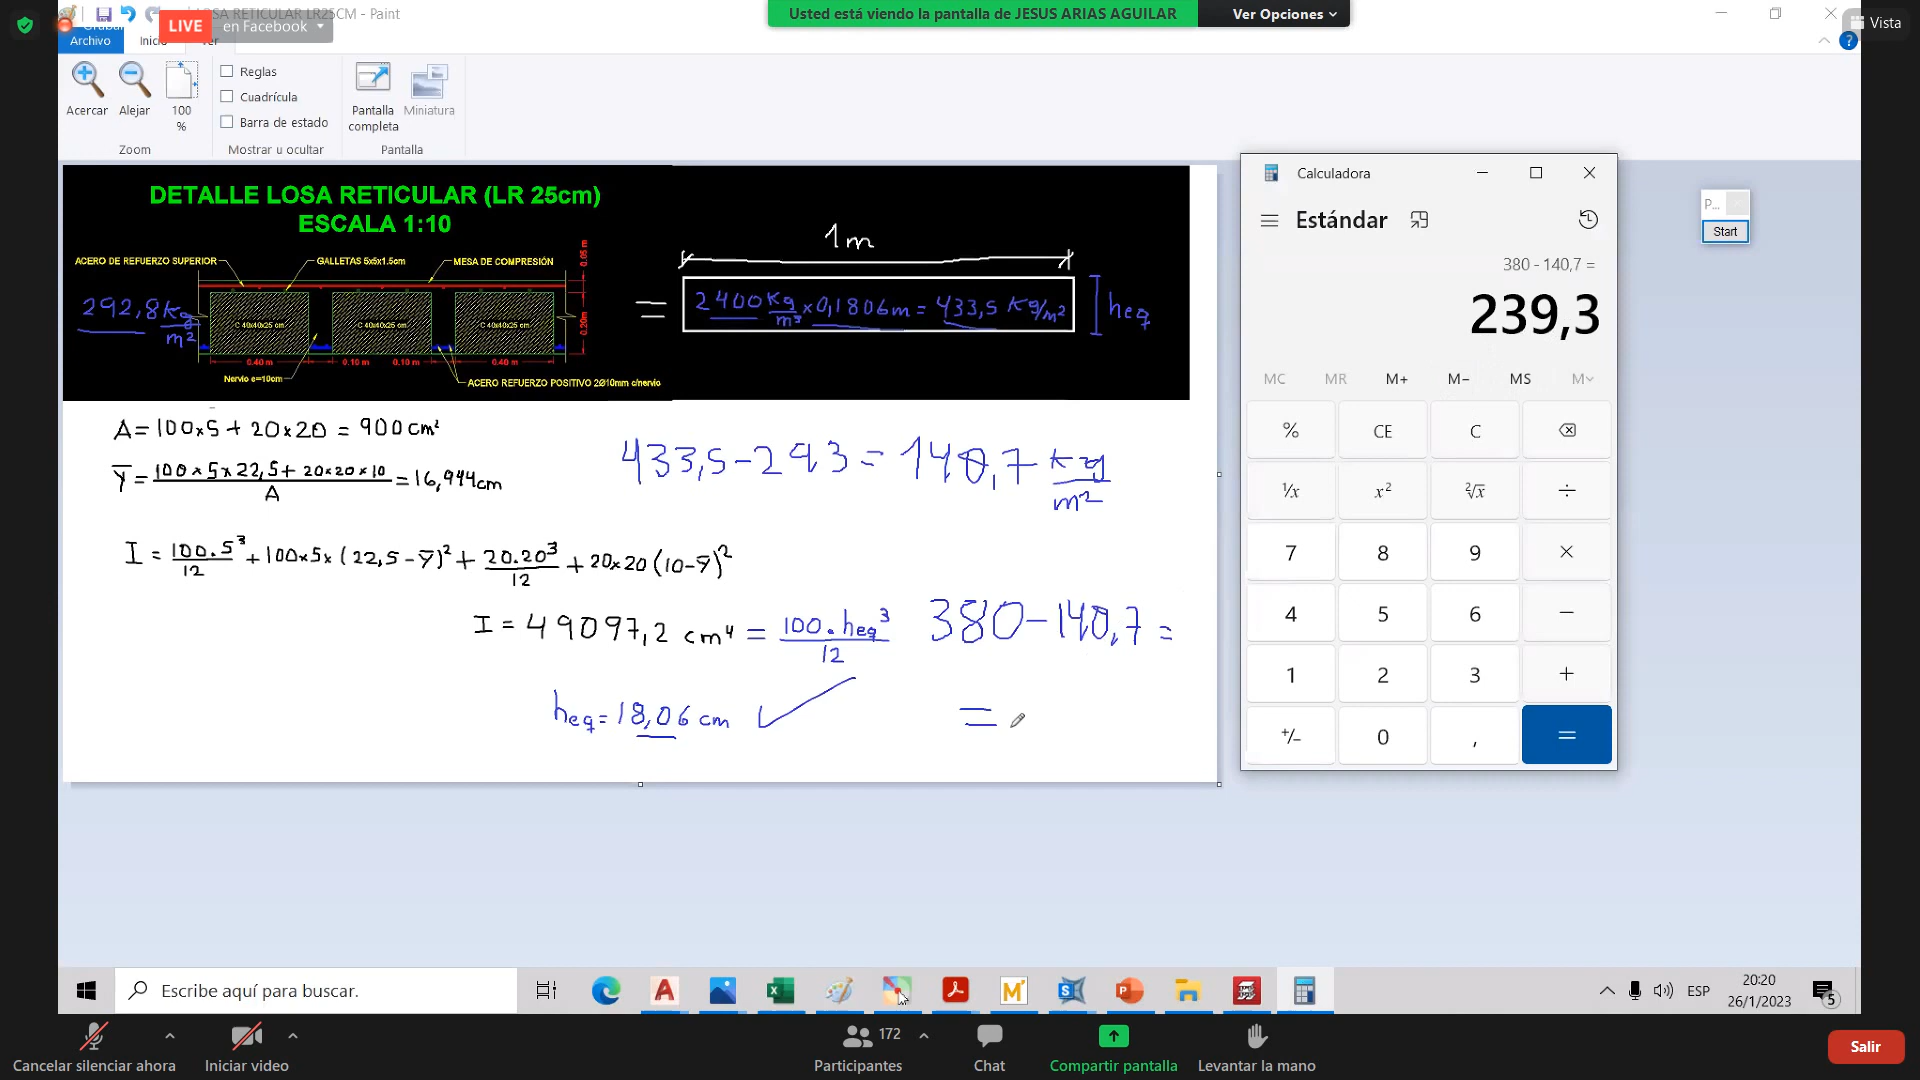 LOSA RETICULAR LR25CM - Paint
LIVE en Facebook
Usted está viendo la pantalla de JESUS ARIAS AGUILAR
Ver Opciones
Vista
Archivo
Inicio
Ver
Acercar
Alejar
100
%
Reglas
Cuadrícula
Barra de estado
Pantalla
completa
Miniatura
Zoom
Mostrar u ocultar
Pantalla
DETALLE LOSA RETICULAR (LR 25cm)
ESCALA 1:10
ACERO DE REFUERZO SUPERIOR
GALLETAS 5x5x1.5cm
MESA DE COMPRESIÓN
0.05 m
0.20m
292,8 kg/m²
C 40x40x25 cm
C 40x40x25 cm
C 40x40x25 cm
0.40 m
0.10 m
0.10 m
0.40 m
Nervio e=10cm
ACERO REFUERZO POSITIVO 2Ø10mm c/nervio
1m
= 2400 Kg/m³ x 0,1806m = 433,5 Kg/m² heq
A = 100x5 + 20x20 = 900 cm²
Y̅ = 100x5x22,5 + 20x20x10 / A = 16,944cm
433,5 - 293 = 140,7 kg/m²
I = 100.5³/12 + 100x5x(22,5-y̅)² + 20.20³/12 + 20x20(10-y̅)²
I = 49097,2 cm⁴ = 100.heq³/12
380 - 140,7 =
heq = 18,06 cm ✓
=
Calculadora
Estándar
380 - 140,7 =
239,3
MC MR M+ M− MS M˅
% CE C ⌫
¹/x x² ²√x ÷
7 8 9 ×
4 5 6 −
1 2 3 +
+/− 0 , =
P...
Start
Escribe aquí para buscar.
ESP
20:20
26/1/2023
5
Cancelar silenciar ahora
Iniciar video
172
Participantes
Chat
Compartir pantalla
Levantar la mano
Salir